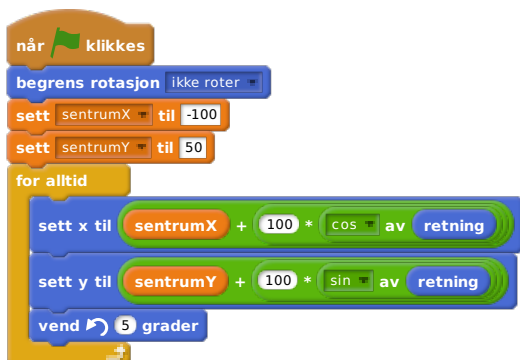 når klikkes
begrens rotasjon ikke roter
sett sentrumX til -100
sett sentrumY til 50
for alltid
sett x til sentrumX + 100 * cos av retning
sett y til sentrumY + 100 * sin av retning
vend 5 grader